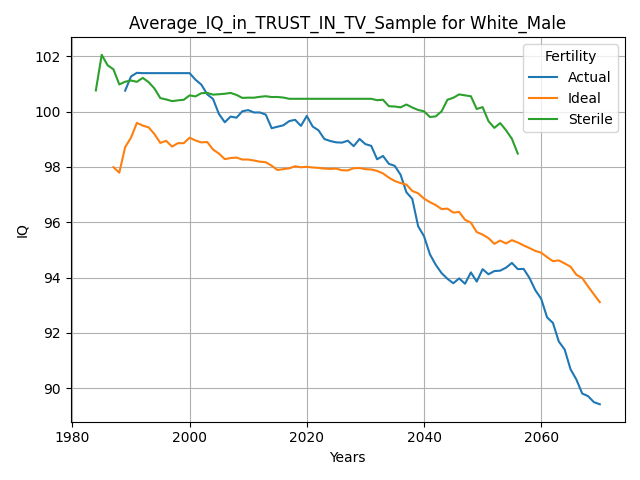 Average_IQ_in_TRUST_IN_TV_Sample for White_Male
Fertility
Actual
Ideal
Sterile
IQ
102
100
98
96
94
92
90
1980
2000
2020
2040
2060
Years